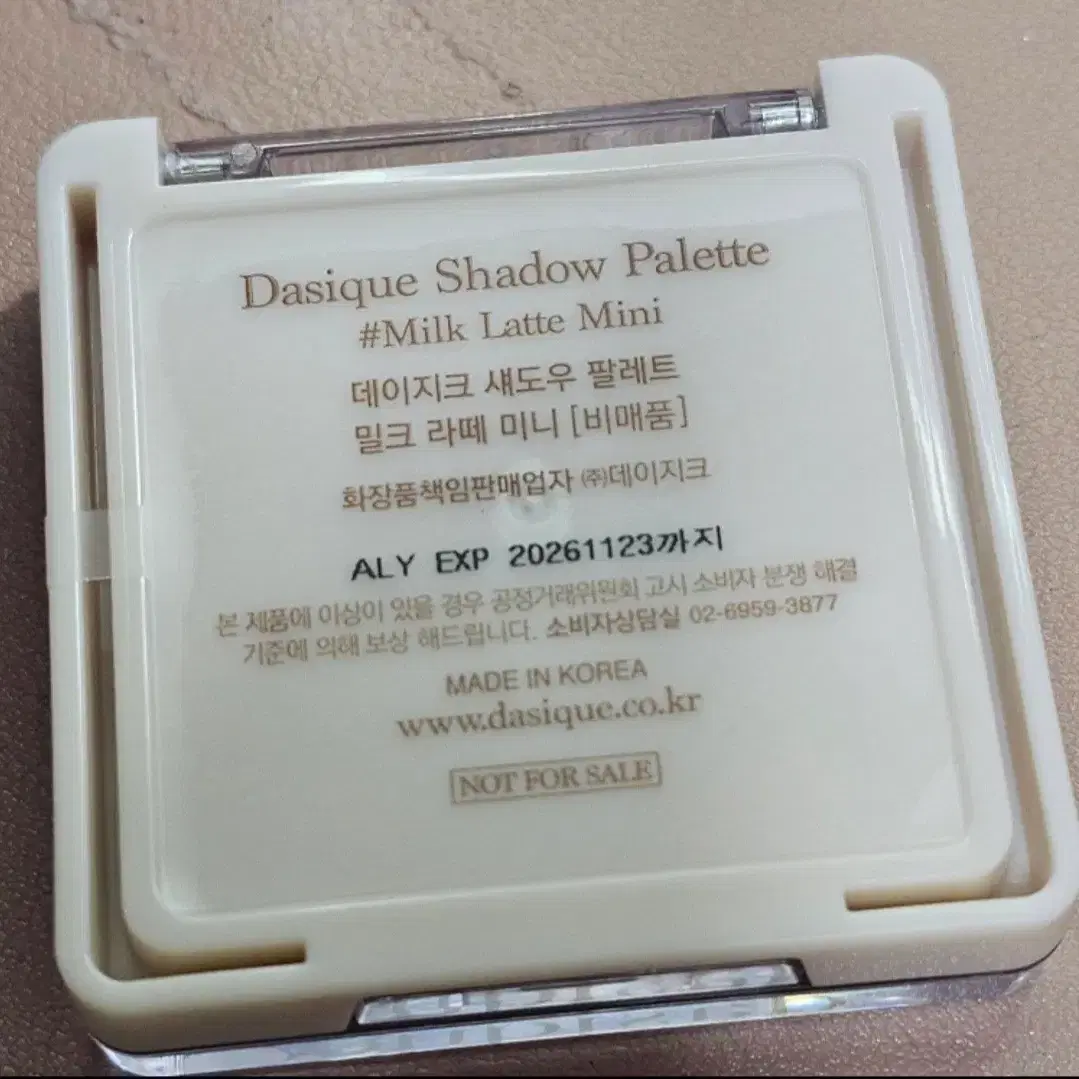 Dasique Shadow Palette
#Milk Latte Mini
데이지크 섀도우 팔레트
밀크 라떼 미니 [비매품]
화장품책임판매업자 ㈜데이지크
ALY EXP 20261123까지
본 제품에 이상이 있을 경우 공정거래위원회 고시 소비자 분쟁 해결
기준에 의해 보상 해드립니다. 소비자상담실 02-6959-3877
MADE IN KOREA
www.dasique.co.kr
NOT FOR SALE